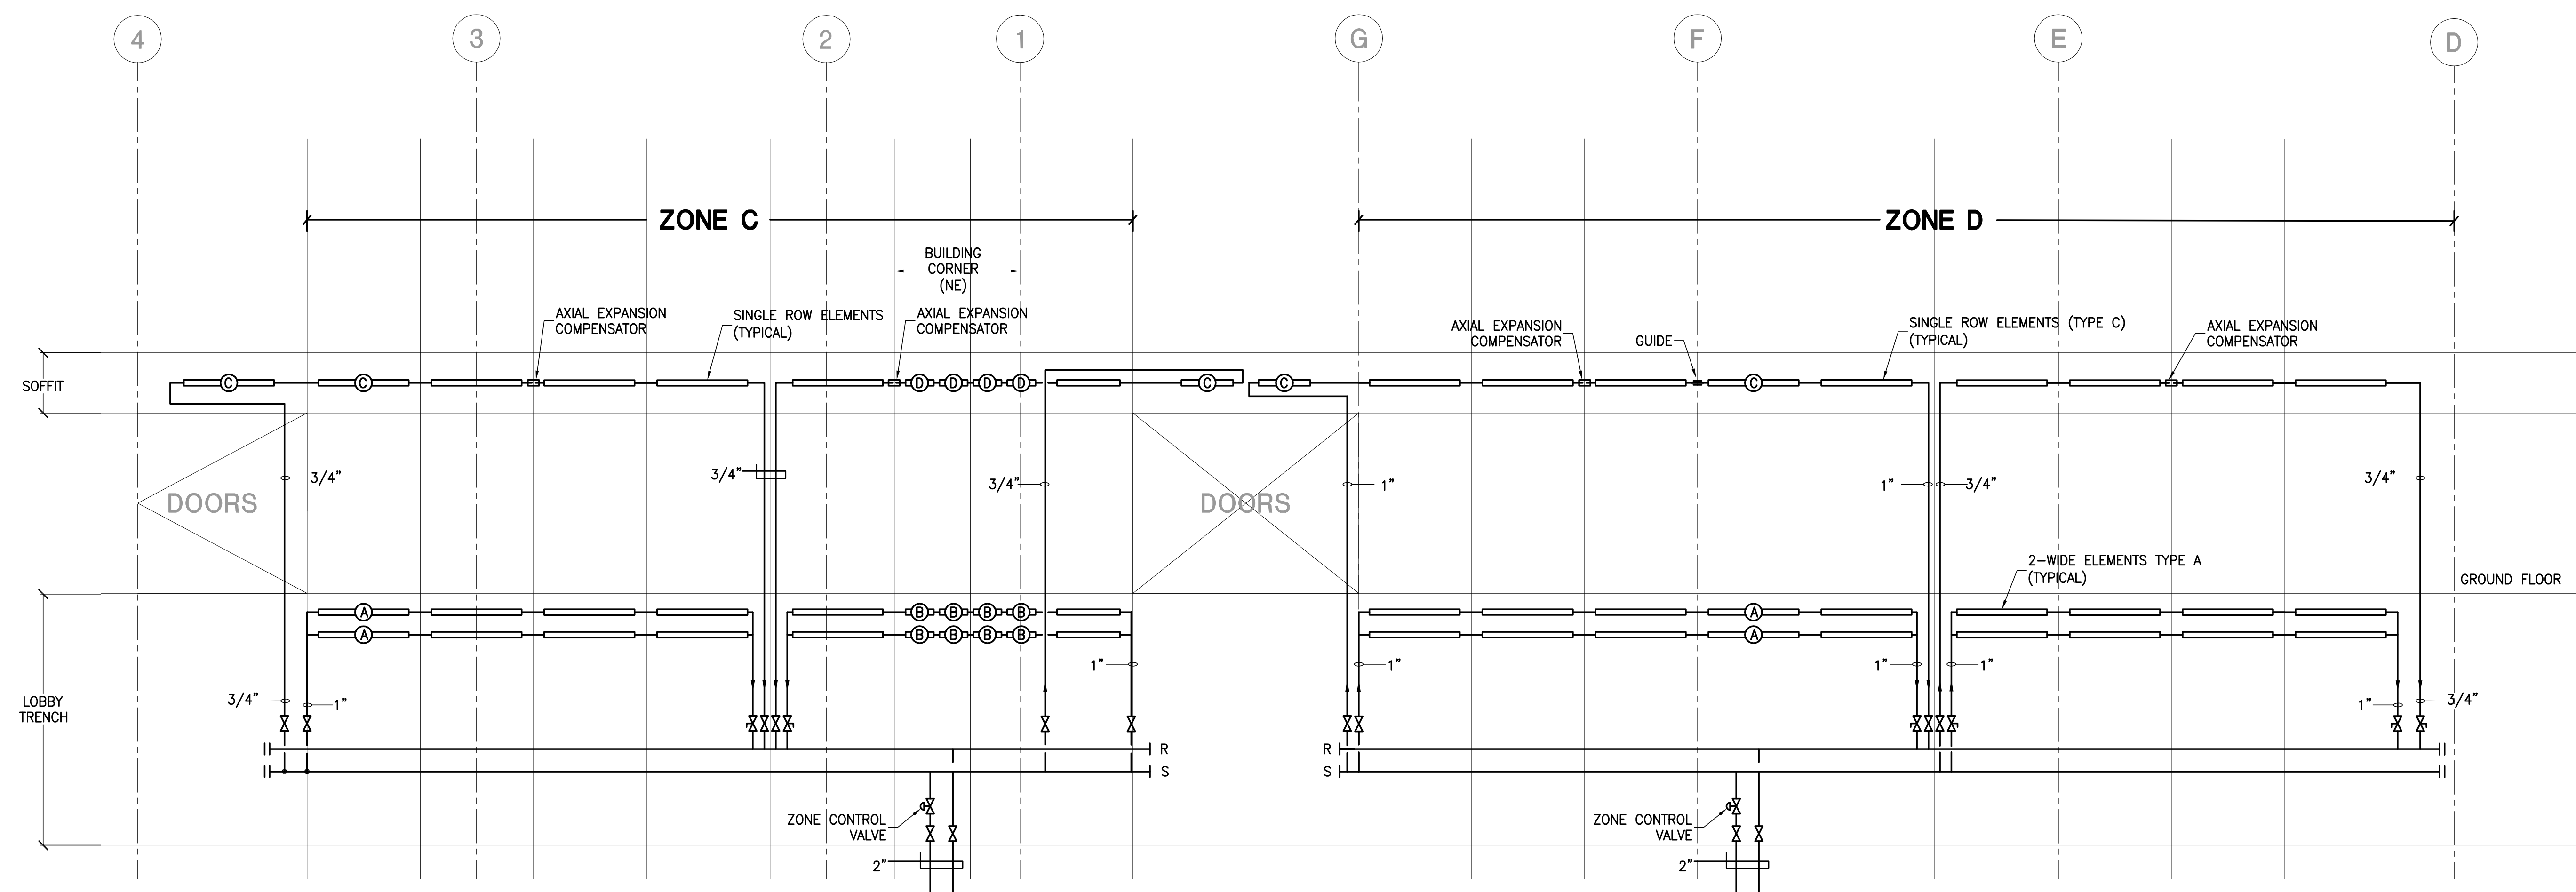 4
3
2
1
G
F
E
D
ZONE C
ZONE D
BUILDING
CORNER
(NE)
AXIAL EXPANSION
COMPENSATOR
SINGLE ROW ELEMENTS
(TYPICAL)
AXIAL EXPANSION
COMPENSATOR
AXIAL EXPANSION
COMPENSATOR
GUIDE
SINGLE ROW ELEMENTS (TYPE C)
(TYPICAL)
AXIAL EXPANSION
COMPENSATOR
SOFFIT
C
C
D
D
D
D
C
C
C
3/4"
3/4"
3/4"
1"
1"
3/4"
3/4"
DOORS
DOORS
2-WIDE ELEMENTS TYPE A
(TYPICAL)
GROUND FLOOR
A
B
B
B
B
A
A
B
B
B
B
A
1"
1"
1"
1"
LOBBY
TRENCH
3/4"
1"
1"
3/4"
R
R
S
S
ZONE CONTROL
VALVE
ZONE CONTROL
VALVE
2"
2"